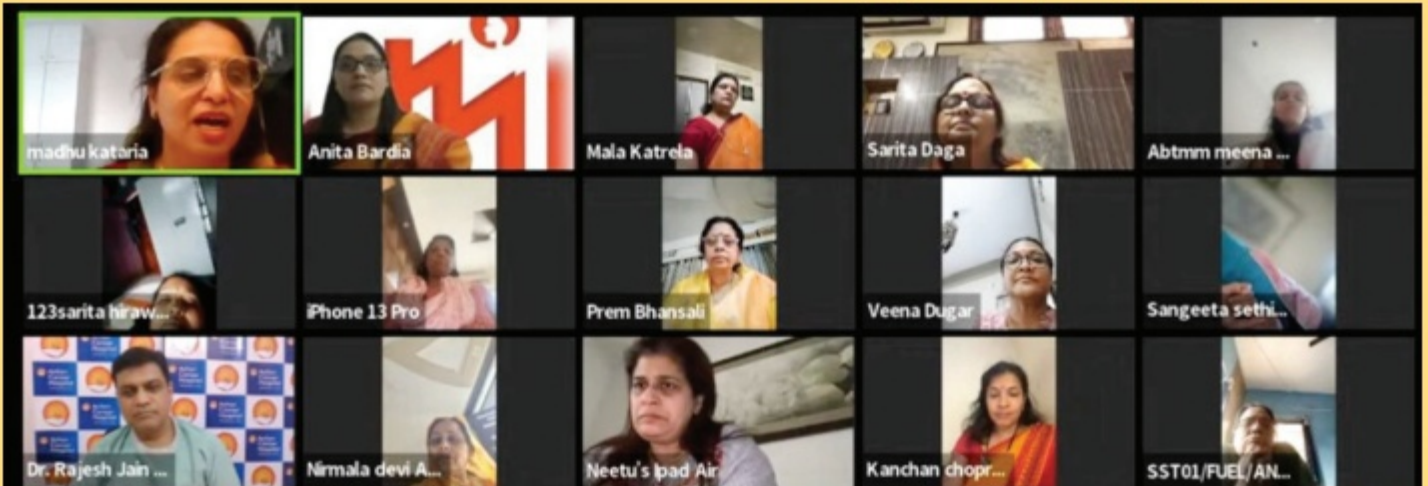 madhu kataria
Anita Bardia
Mala Katrela
Sarita Daga
Abtmm meena ...
123sarita hiraw...
iPhone 13 Pro
Prem Bhansali
Veena Dugar
Sangeeta sethi...
Dr. Rajesh Jain ...
Nirmala devi A...
Neetu's Ipad Air
Kanchan chopr...
SST01/FUEL/AN...